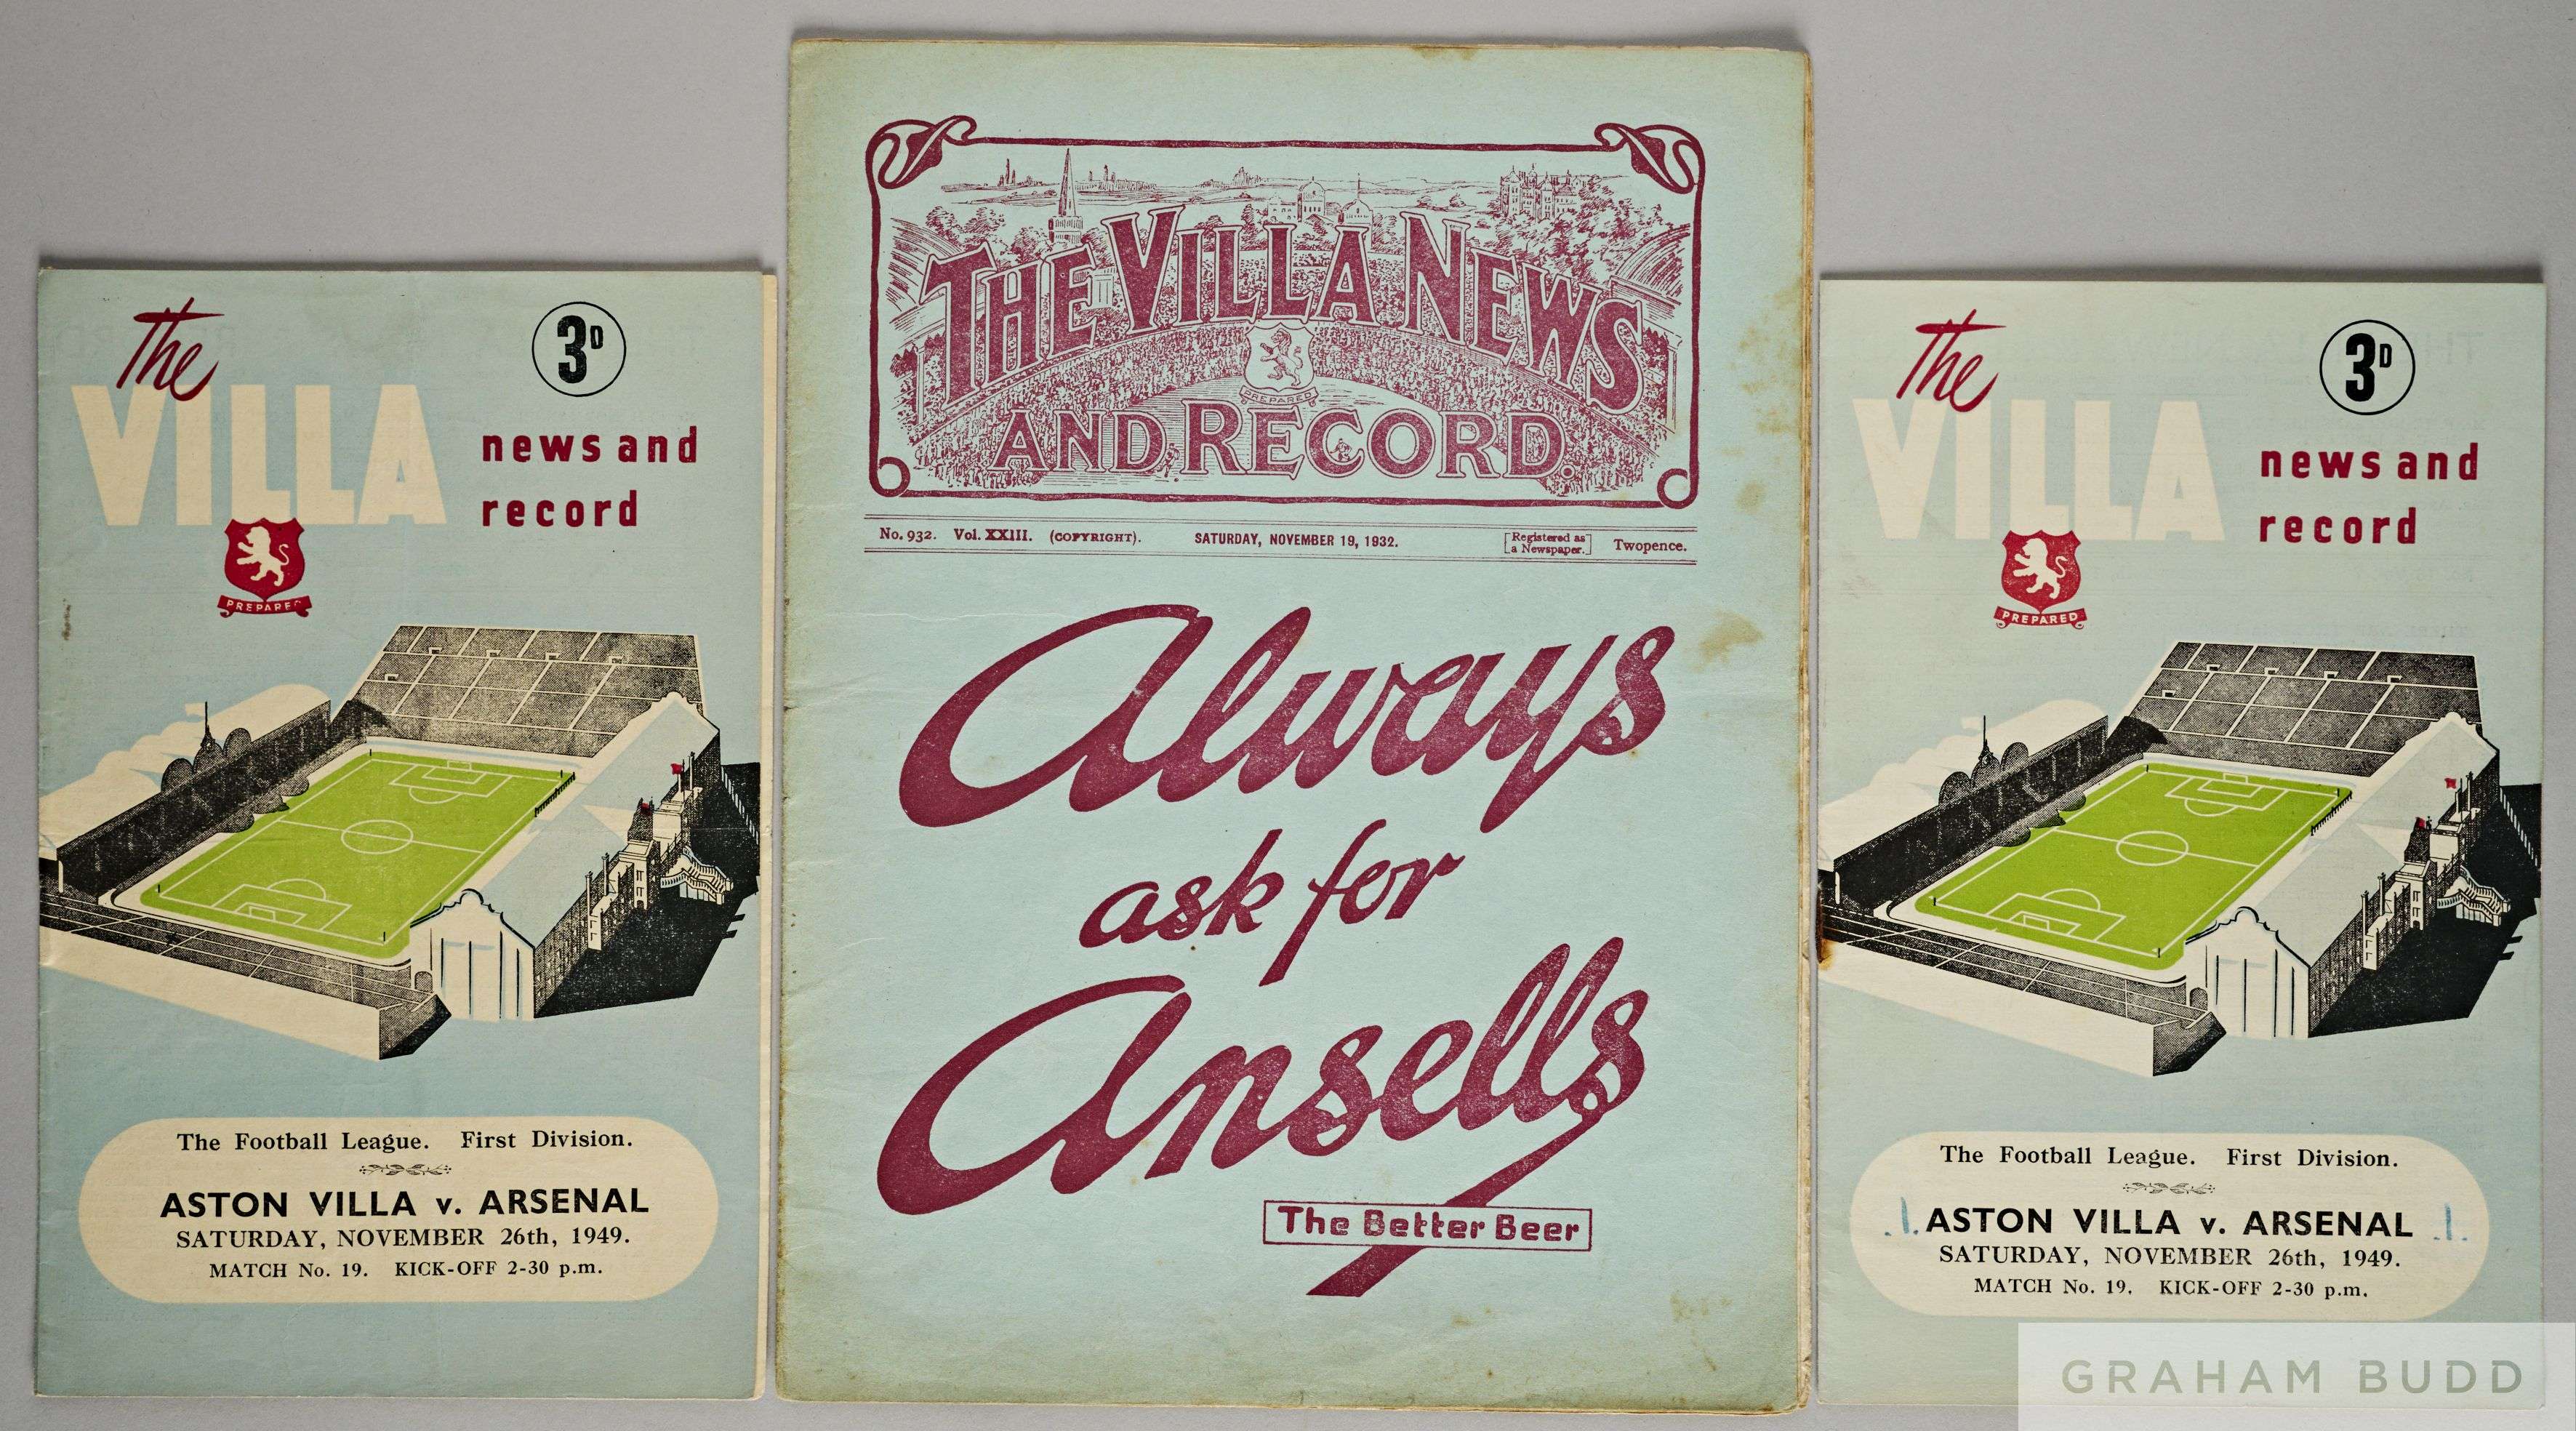 The
3D
VILLA
news and
record
PREPARED
The Football League. First Division.
ASTON VILLA v. ARSENAL
SATURDAY, NOVEMBER 26th, 1949.
MATCH No. 19. KICK-OFF 2-30 p.m.
THE VILLA NEWS
PREPARED
AND RECORD.
No. 932. Vol. XXIII. (COPYRIGHT). SATURDAY, NOVEMBER 19, 1932. [Registered as a Newspaper.] Twopence.
Always
ask for
Ansells
The Better Beer
The
3D
VILLA
news and
record
PREPARED
The Football League. First Division.
1. ASTON VILLA v. ARSENAL .1.
SATURDAY, NOVEMBER 26th, 1949.
MATCH No. 19. KICK-OFF 2-30 p.m.
GRAHAM BUDD